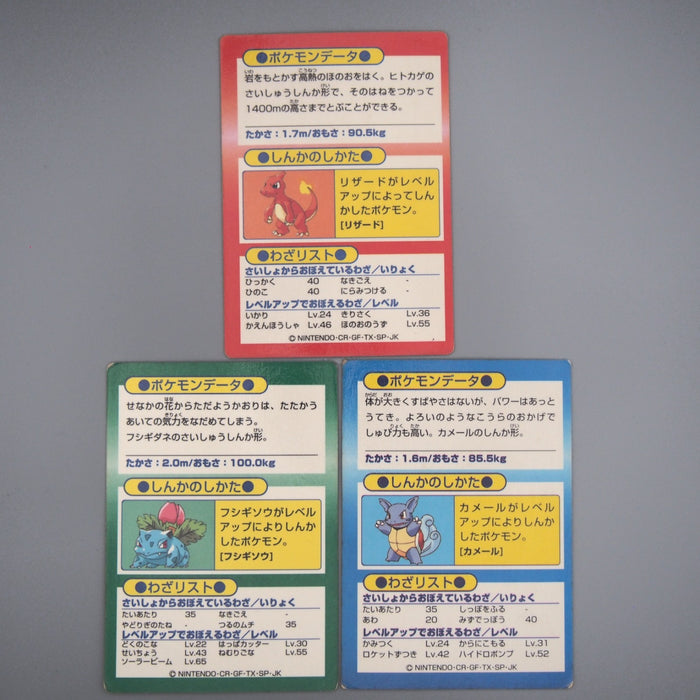 ●ポケモンデータ●
岩をもとかす高熱のほのおをはく。ヒトカゲの
さいしゅうしんか形で、そのはねをつかって
1400mの高さまでとぶことができる。
たかさ：1.7m/おもさ：90.5kg
●しんかのしかた●
リザードがレベル
アップによってしん
かしたポケモン。
[リザード]
●わざリスト●
さいしょからおぼえているわざ／いりょく
ひっかく 40 なきごえ -
ひのこ 40 にらみつける -
レベルアップでおぼえるわざ／レベル
いかり Lv.24 きりさく Lv.36
かえんほうしゃ Lv.46 ほのおのうず Lv.55
©NINTENDO・CR・GF・TX・SP・JK
●ポケモンデータ●
せなかの花からただようかおりは、たたかう
あいての気力をなだめてしまう。
フシギダネのさいしゅうしんか形。
たかさ：2.0m/おもさ：100.0kg
●しんかのしかた●
フシギソウがレベル
アップによりしんか
したポケモン。
[フシギソウ]
●わざリスト●
さいしょからおぼえているわざ／いりょく
たいあたり 35 なきごえ -
やどりぎのたね - つるのムチ 35
レベルアップでおぼえるわざ／レベル
どくのこな Lv.22 はっぱカッター Lv.30
せいちょう Lv.43 ねむりごな Lv.55
ソーラービーム Lv.65
©NINTENDO・CR・GF・TX・SP・JK
●ポケモンデータ●
体が大きくすばやさはないが、パワーはあっと
うてき。よろいのようなこうらのおかげで
しゅび力も高い。カメールのしんか形。
たかさ：1.6m/おもさ：85.5kg
●しんかのしかた●
カメールがレベル
アップによりしんか
したポケモン。
[カメール]
●わざリスト●
さいしょからおぼえているわざ／いりょく
たいあたり 35 しっぽをふる -
あわ 20 みずでっぽう 40
レベルアップでおぼえるわざ／レベル
かみつく Lv.24 からにこもる Lv.31
ロケットずつき Lv.42 ハイドロポンプ Lv.52
©NINTENDO・CR・GF・TX・SP・JK